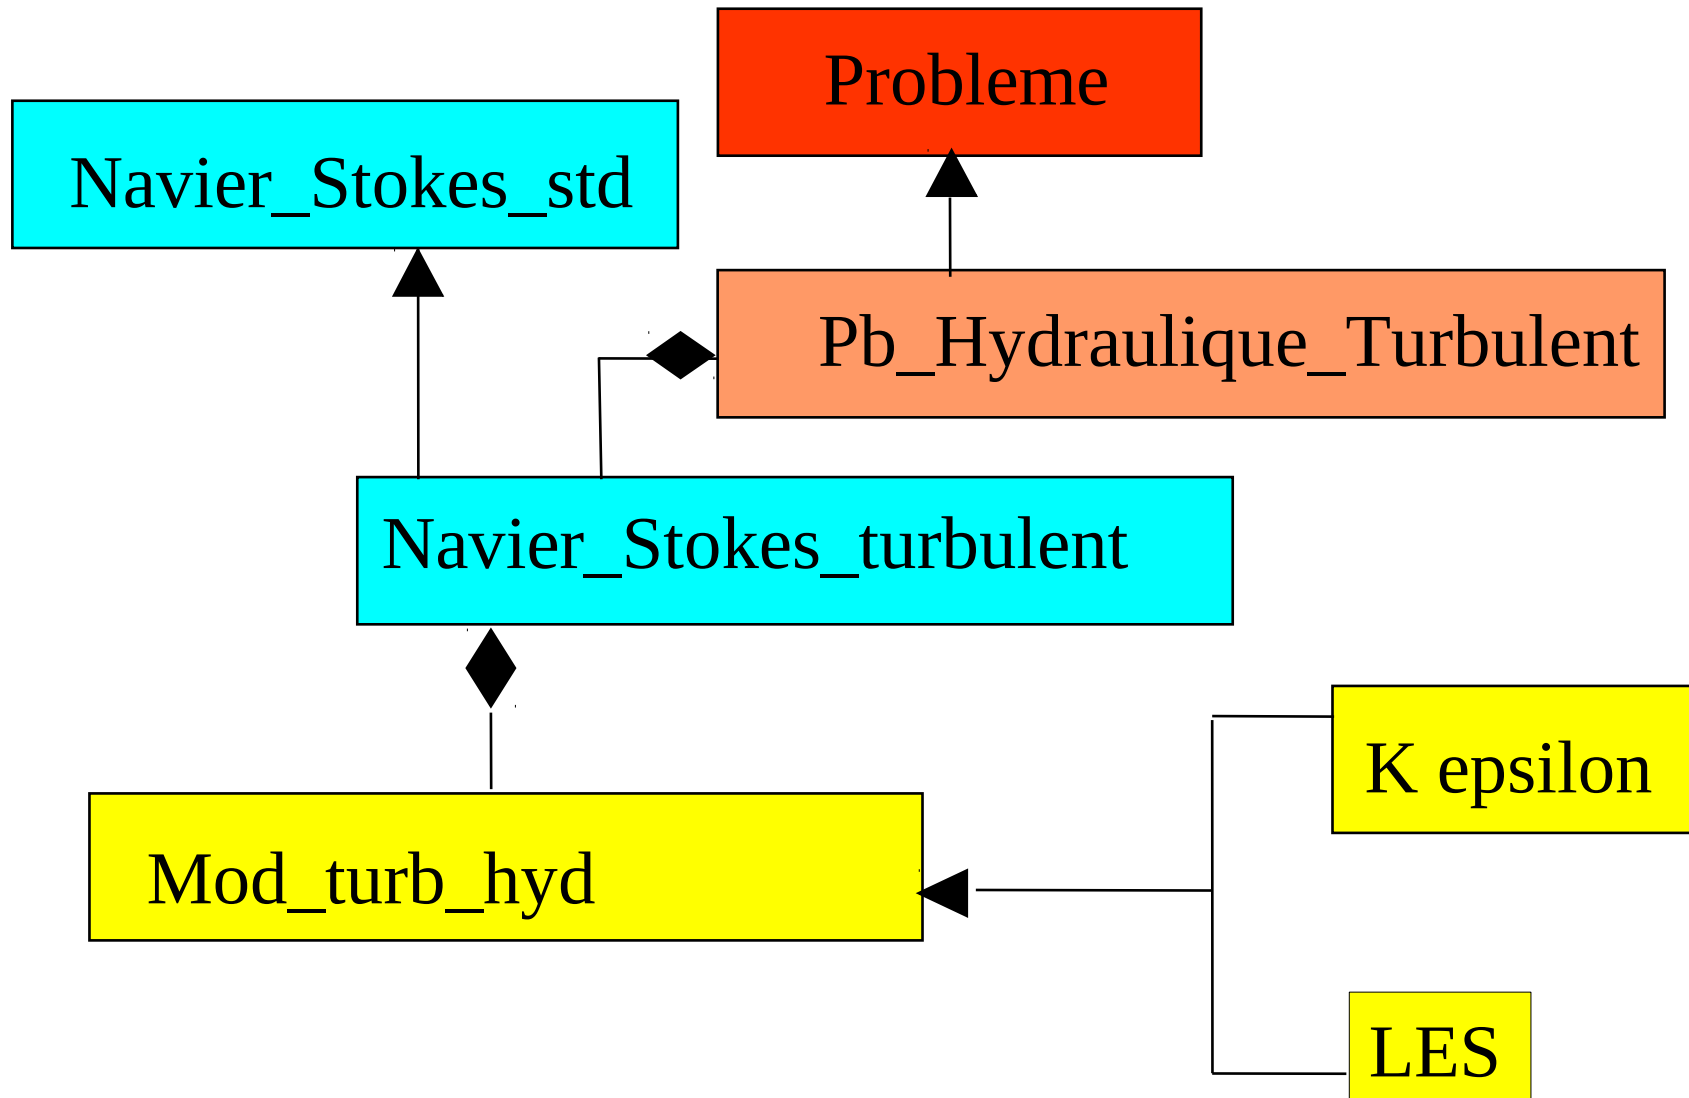 Probleme
Navier_Stokes_std
Pb_Hydraulique_Turbulent
Navier_Stokes_turbulent
K epsilon
Mod_turb_hyd
LES